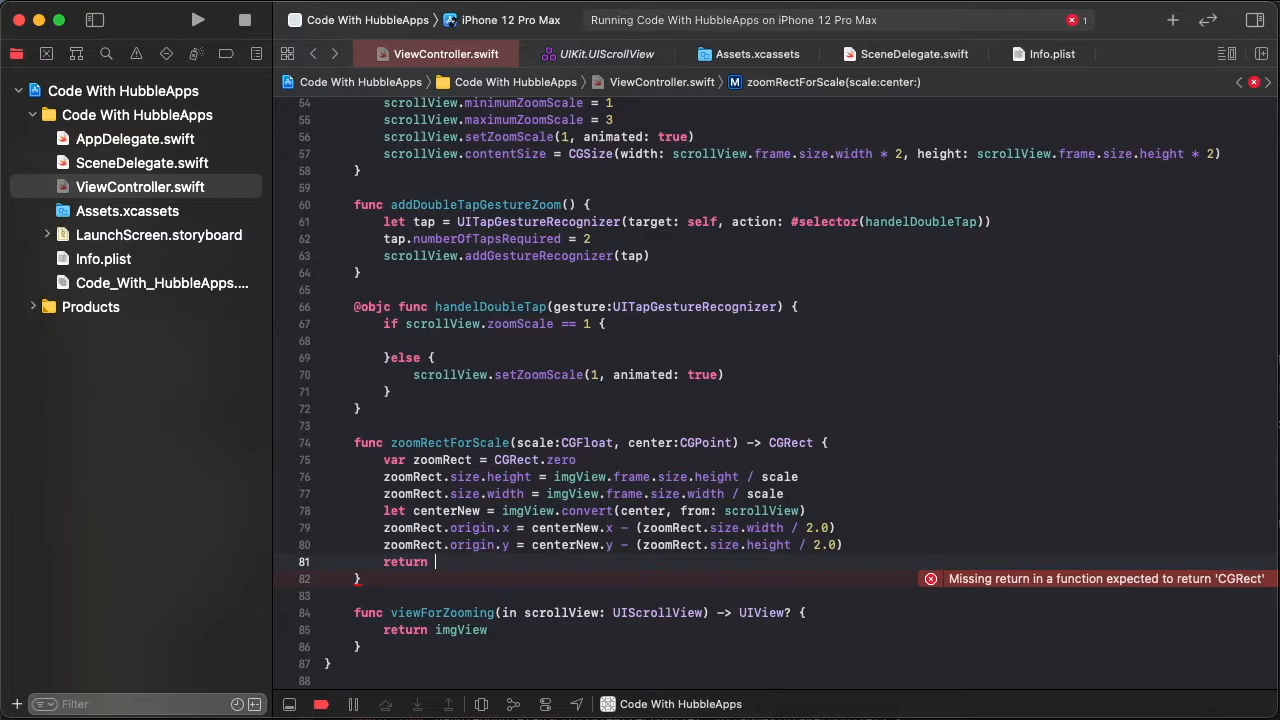 Code With HubbleApps
iPhone 12 Pro Max
Running Code With HubbleApps on iPhone 12 Pro Max
1
ViewController.swift
UIKit.UIScrollView
Assets.xcassets
SceneDelegate.swift
Info.plist
Code With HubbleApps
Code With HubbleApps
ViewController.swift
M zoomRectForScale(scale:center:)
Code With HubbleApps
Code With HubbleApps
AppDelegate.swift
SceneDelegate.swift
ViewController.swift
Assets.xcassets
LaunchScreen.storyboard
Info.plist
Code_With_HubbleApps....
Products
54 scrollView.minimumZoomScale = 1
55 scrollView.maximumZoomScale = 3
56 scrollView.setZoomScale(1, animated: true)
57 scrollView.contentSize = CGSize(width: scrollView.frame.size.width * 2, height: scrollView.frame.size.height * 2)
58 }
59
60 func addDoubleTapGestureZoom() {
61 let tap = UITapGestureRecognizer(target: self, action: #selector(handelDoubleTap))
62 tap.numberOfTapsRequired = 2
63 scrollView.addGestureRecognizer(tap)
64 }
65
66 @objc func handelDoubleTap(gesture:UITapGestureRecognizer) {
67 if scrollView.zoomScale == 1 {
68
69 }else {
70 scrollView.setZoomScale(1, animated: true)
71 }
72 }
73
74 func zoomRectForScale(scale:CGFloat, center:CGPoint) -> CGRect {
75 var zoomRect = CGRect.zero
76 zoomRect.size.height = imgView.frame.size.height / scale
77 zoomRect.size.width = imgView.frame.size.width / scale
78 let centerNew = imgView.convert(center, from: scrollView)
79 zoomRect.origin.x = centerNew.x - (zoomRect.size.width / 2.0)
80 zoomRect.origin.y = centerNew.y - (zoomRect.size.height / 2.0)
81 return
82 } Missing return in a function expected to return 'CGRect'
83
84 func viewForZooming(in scrollView: UIScrollView) -> UIView? {
85 return imgView
86 }
87 }
88
Filter
Code With HubbleApps